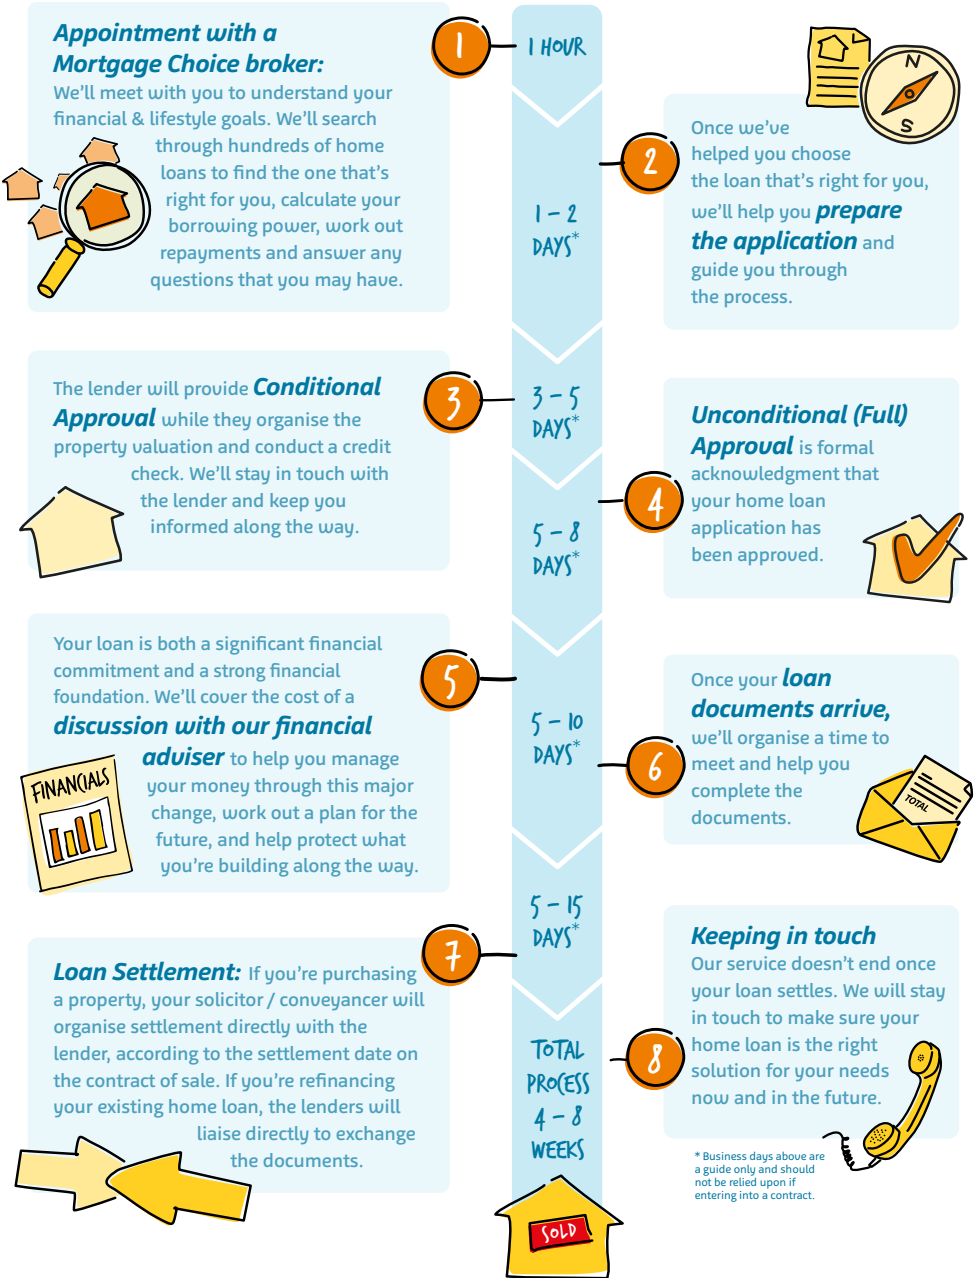 Appointment with a
Mortgage Choice broker:
We'll meet with you to understand your
financial & lifestyle goals. We'll search
through hundreds of home
loans to find the one that's
right for you, calculate your
borrowing power, work out
repayments and answer any
questions that you may have.
1
1 HOUR
N
S
2
Once we've
helped you choose
the loan that's right for you,
we'll help you prepare
the application and
guide you through
the process.
1 – 2
DAYS*
The lender will provide Conditional
Approval while they organise the
property valuation and conduct a credit
check. We'll stay in touch with
the lender and keep you
informed along the way.
3
3 – 5
DAYS*
4
Unconditional (Full)
Approval is formal
acknowledgment that
your home loan
application has
been approved.
5 – 8
DAYS*
Your loan is both a significant financial
commitment and a strong financial
foundation. We'll cover the cost of a
discussion with our financial
adviser to help you manage
your money through this major
change, work out a plan for the
future, and help protect what
you're building along the way.
FINANCIALS
5
5 – 10
DAYS*
6
Once your loan
documents arrive,
we'll organise a time to
meet and help you
complete the
documents.
TOTAL
5 – 15
DAYS*
7
Loan Settlement: If you're purchasing
a property, your solicitor / conveyancer will
organise settlement directly with the
lender, according to the settlement date on
the contract of sale. If you're refinancing
your existing home loan, the lenders will
liaise directly to exchange
the documents.
8
Keeping in touch
Our service doesn't end once
your loan settles. We will stay
in touch to make sure your
home loan is the right
solution for your needs
now and in the future.
TOTAL
PROCESS
4 – 8
WEEKS
* Business days above are
a guide only and should
not be relied upon if
entering into a contract.
SOLD